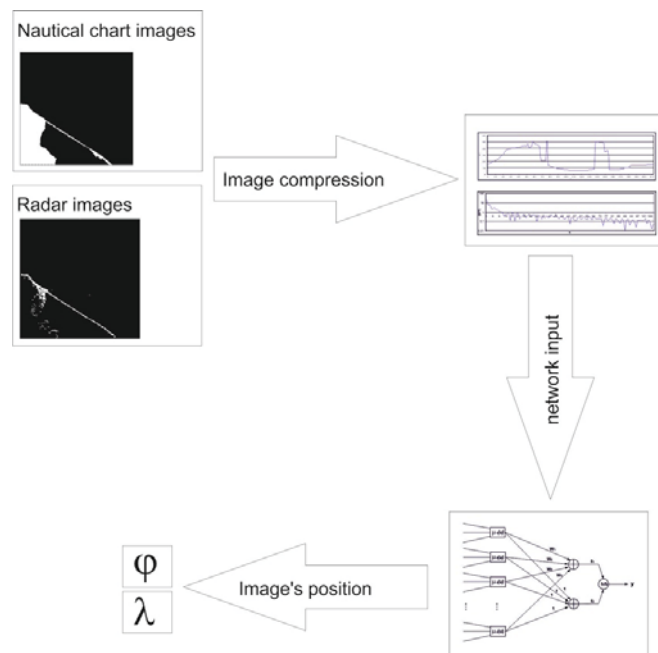 Nautical chart images
Image compression
Radar images
network input
Image's position
φ
λ